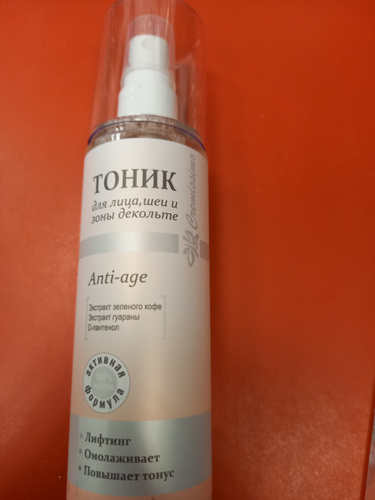 ТОНИК
для лица,шеи и
зоны декольте
Cremissimo
Anti-age
Экстракт зеленого кофе
Экстракт гуараны
D-пантенол
активная
формула
Лифтинг
Омолаживает
Повышает тонус